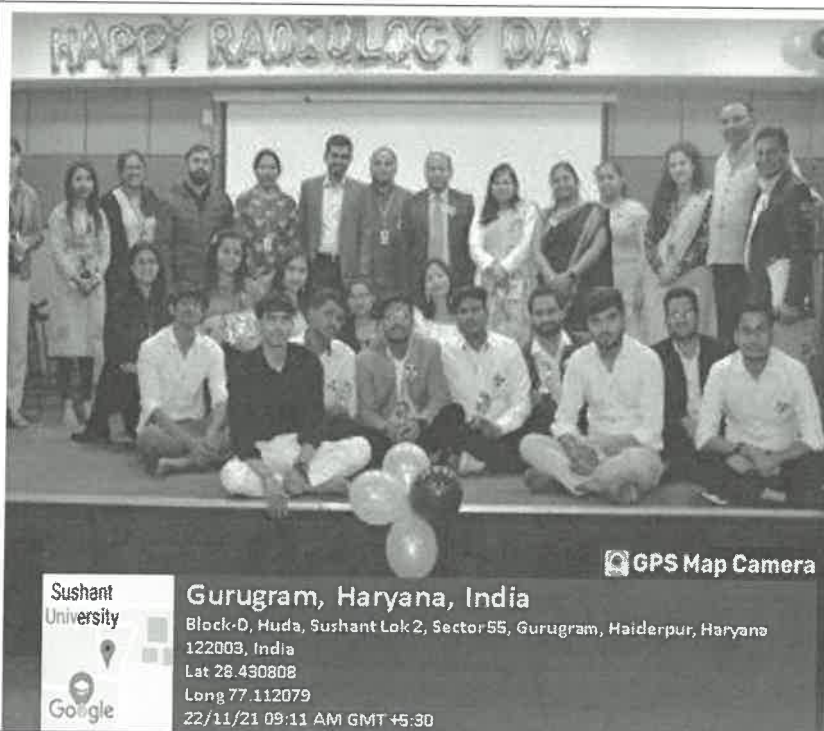 HAPPY RADIOLOGY DAY
GPS Map Camera
Sushant
University
Google
Gurugram, Haryana, India
Block-D, Huda, Sushant Lok 2, Sector 55, Gurugram, Haiderpur, Haryana
122003, India
Lat 28.430808
Long 77.112079
22/11/21 09:11 AM GMT +5:30